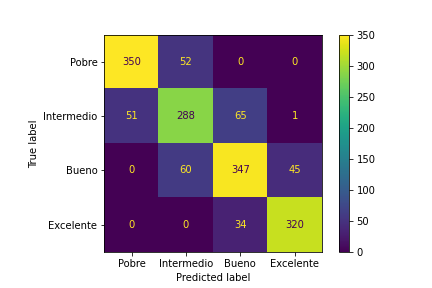 Pobre 350 52 0 0
Intermedio 51 288 65 1
Bueno 0 60 347 45
Excelente 0 0 34 320
Pobre Intermedio Bueno Excelente
Predicted label
True label
350
300
250
200
150
100
50
0